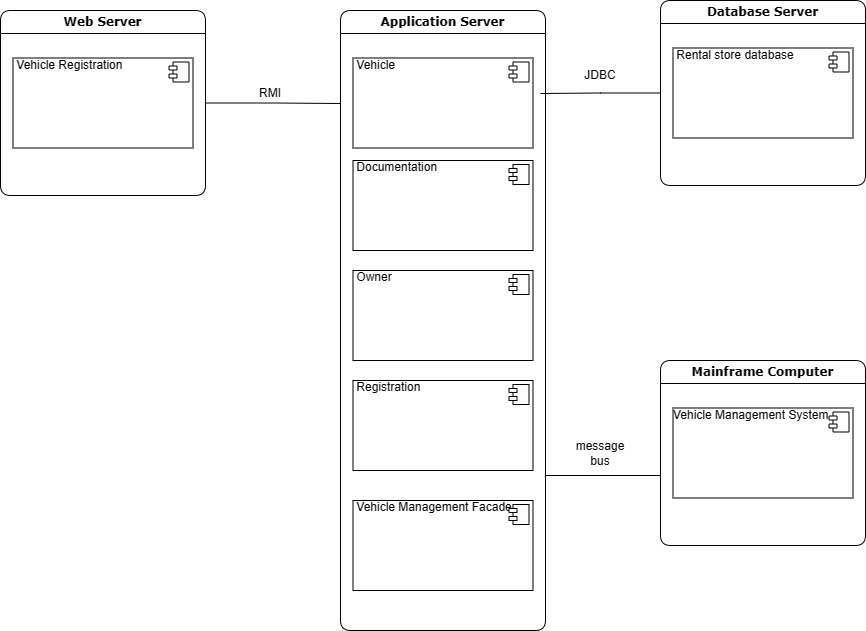 Web Server
Vehicle Registration
RMI
Application Server
Vehicle
Documentation
Owner
Registration
Vehicle Management Facader
JDBC
Database Server
Rental store database
message
bus
Mainframe Computer
Vehicle Management System